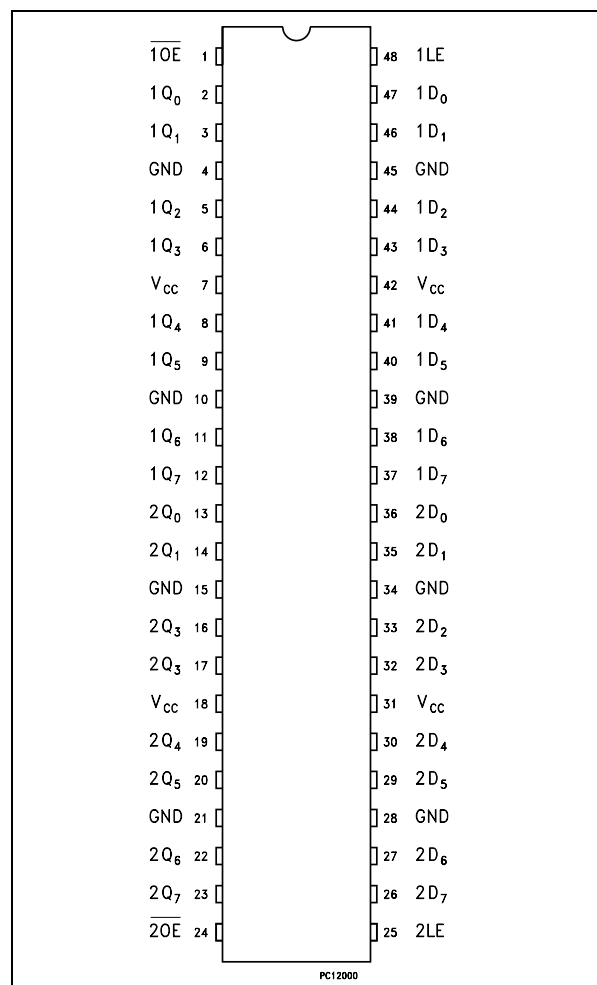 1OE 1 48 1LE
1Q0 2 47 1D0
1Q1 3 46 1D1
GND 4 45 GND
1Q2 5 44 1D2
1Q3 6 43 1D3
VCC 7 42 VCC
1Q4 8 41 1D4
1Q5 9 40 1D5
GND 10 39 GND
1Q6 11 38 1D6
1Q7 12 37 1D7
2Q0 13 36 2D0
2Q1 14 35 2D1
GND 15 34 GND
2Q3 16 33 2D2
2Q3 17 32 2D3
VCC 18 31 VCC
2Q4 19 30 2D4
2Q5 20 29 2D5
GND 21 28 GND
2Q6 22 27 2D6
2Q7 23 26 2D7
2OE 24 25 2LE
PC12000